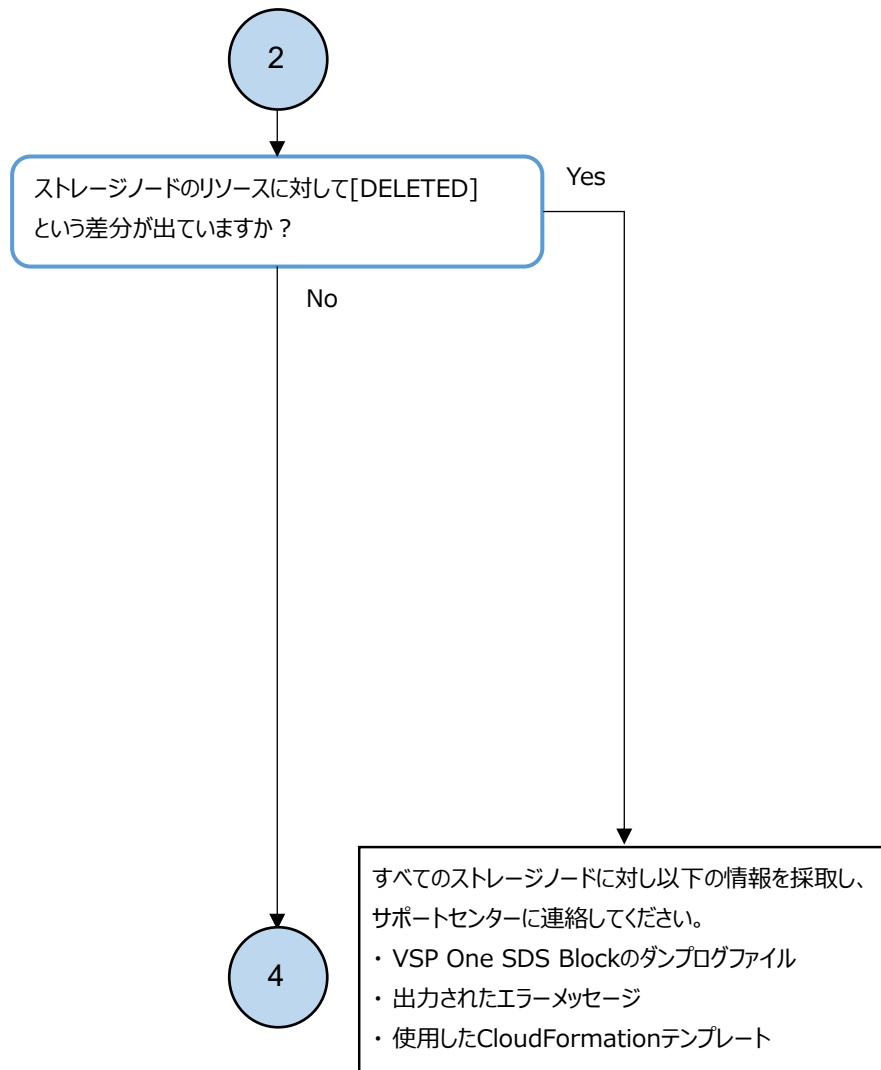 2
ストレージノードのリソースに対して[DELETED]
という差分が出ていますか？
Yes
No
すべてのストレージノードに対し以下の情報を採取し、
サポートセンターに連絡してください。
・ VSP One SDS Blockのダンプログファイル
・ 出力されたエラーメッセージ
・ 使用したCloudFormationテンプレート
4